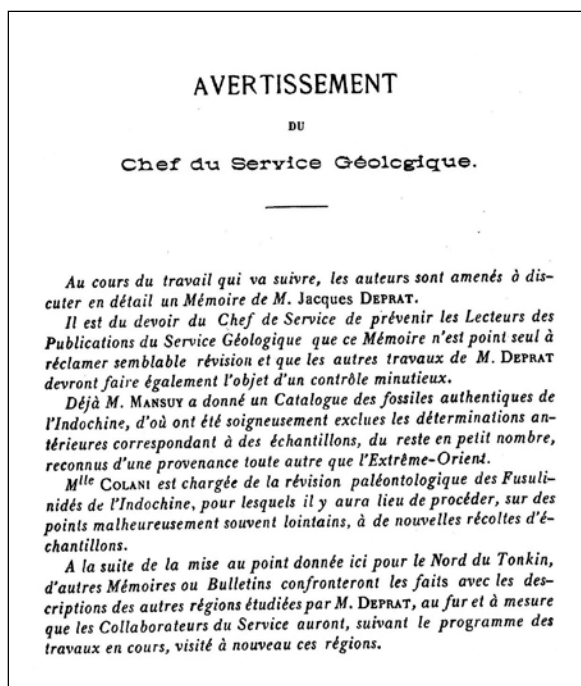 AVERTISSEMENT
DU
Chef du Service Géolcgique.
Au cours du travail qui va suivre, les auteurs sont amenés à dis-
cuter en détail un Mémoire de M. Jacques DEPRAT.
Il est du devoir du Chef de Service de prévenir les Lecteurs des
Publications du Service Géologique que ce Mémoire n'est point seul à
réclamer semblable révision et que les autres travaux de M. DEPRAT
devront faire également l'objet d'un contrôle minutieux.
Déjà M. MANSUY a donné un Catalogue des fossiles authentiques de
l'Indochine, d'où ont été soigneusement exclues les déterminations an-
térieures correspondant à des échantillons, du reste en petit nombre,
reconnus d'une provenance toute autre que l'Extrême-Orient.
Mlle COLANI est chargée de la révision paléontologique des Fusuli-
nidés de l'Indochine, pour lesquels il y aura lieu de procéder, sur des
points malheureusement souvent lointains, à de nouvelles récoltes d'é-
chantillons.
A la suite de la mise au point donnée ici pour le Nord du Tonkin,
d'autres Mémoires ou Bulletins confronteront les faits avec les des-
criptions des autres régions étudiées par M. DEPRAT, au fur et à mesure
que les Collaborateurs du Service auront, suivant le programme des
travaux en cours, visité à nouveau ces régions.